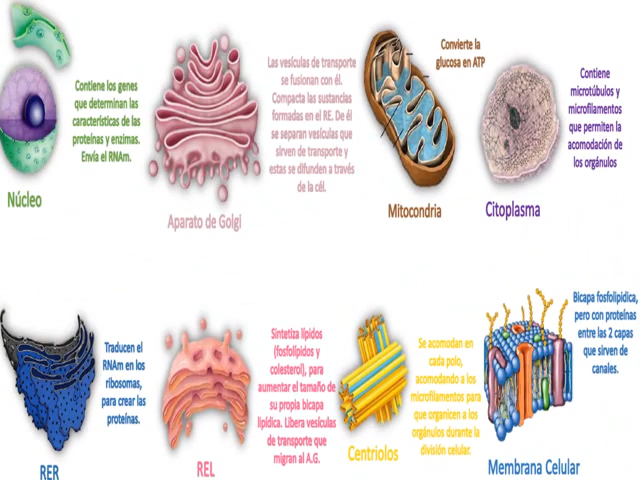 Contiene los genes
que determinan las
características de las
proteínas y enzimas.
Envía el RNAm.
Núcleo
Las vesículas de transporte
se fusionan con él.
Compacta las sustancias
formadas en el RE. De él
se separan vesículas que
sirven de transporte y
estas se difunden a través
de la cél.
Aparato de Golgi
Convierte la
glucosa en ATP
Mitocondria
Contiene
microtúbulos y
microfilamentos
que permiten la
acomodación de
los orgánulos
Citoplasma
Traducen el
RNAm en los
ribosomas,
para crear las
proteínas.
RER
Sintetiza lípidos
(fosfolípidos y
colesterol), para
aumentar el tamaño de
su propia bicapa
lipídica. Libera vesículas
de transporte que
migran al A.G.
REL
Se acomodan en
cada polo,
acomodando a los
microfilamentos para
que organicen a los
orgánulos durante la
división celular.
Centriolos
Bicapa fosfolipidica,
pero con proteínas
entre las 2 capas
que sirven de
canales.
Membrana Celular